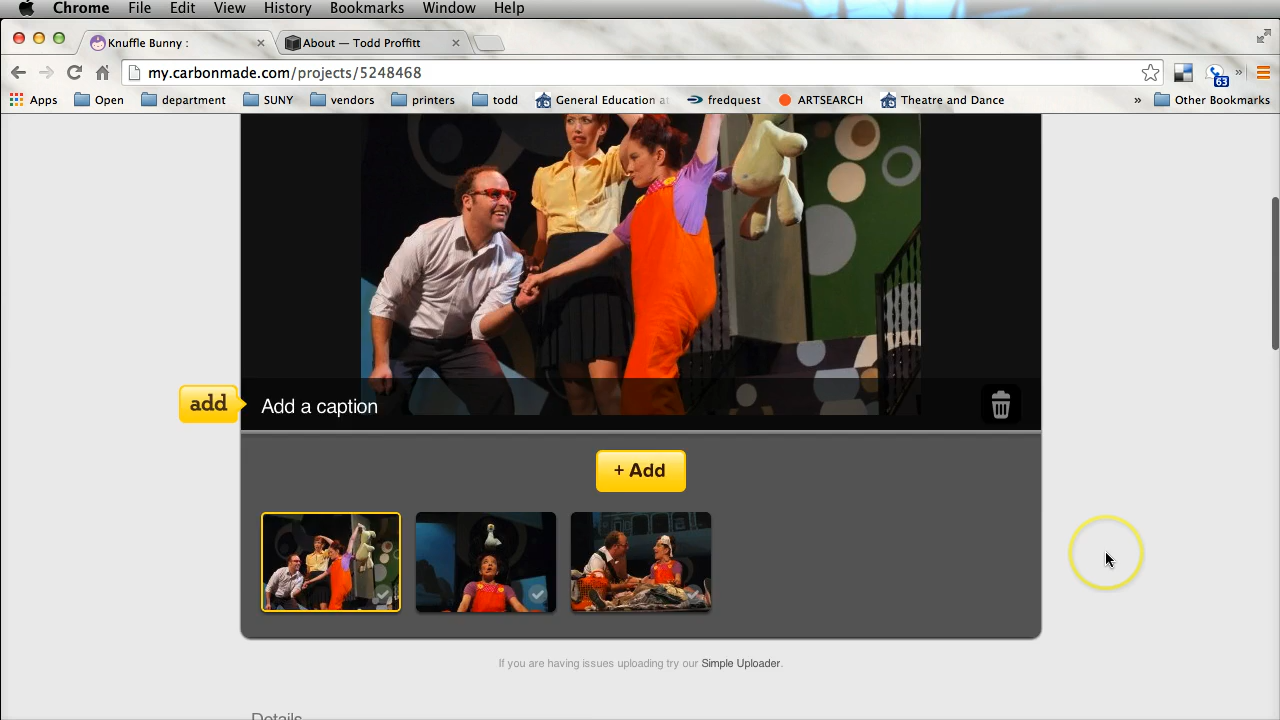 Chrome File Edit View History Bookmarks Window Help
Knuffle Bunny : About — Todd Proffitt
my.carbonmade.com/projects/5248468
63
Apps Open department SUNY vendors printers todd General Education at fredquest ARTSEARCH Theatre and Dance » Other Bookmarks
add Add a caption
+ Add
If you are having issues uploading try our Simple Uploader.
Details